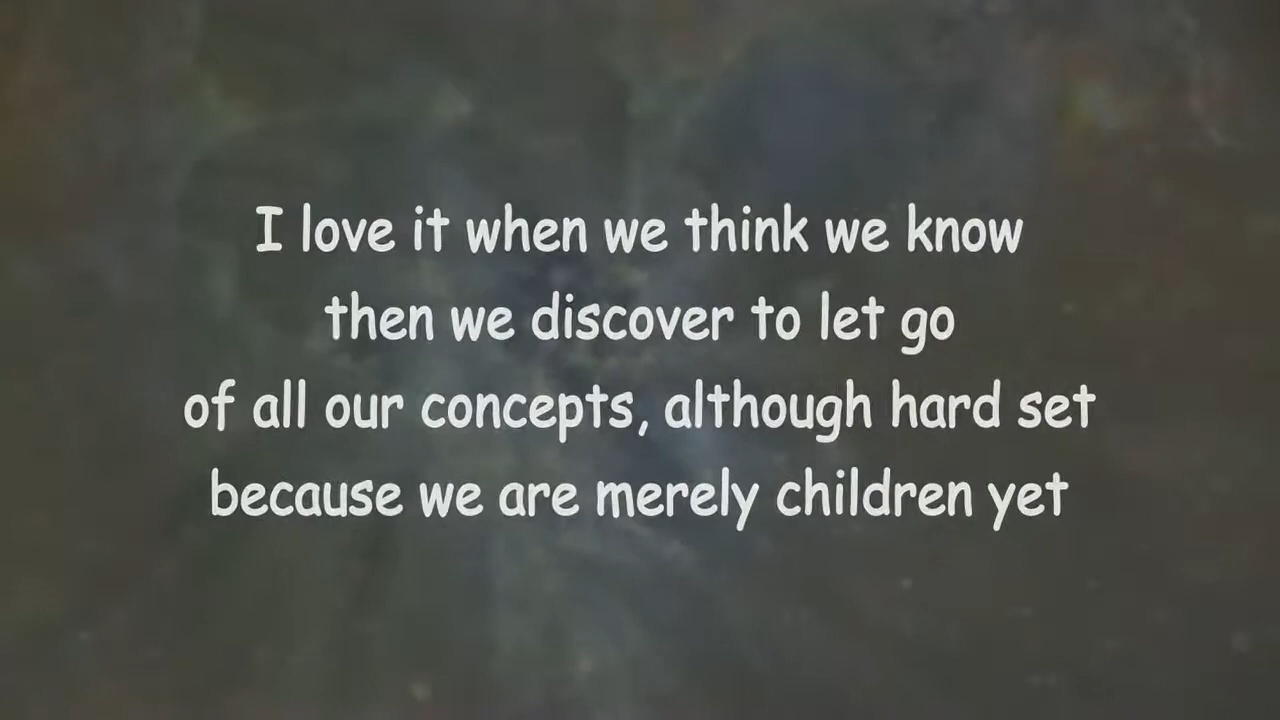 I love it when we think we know
then we discover to let go
of all our concepts, although hard set
because we are merely children yet